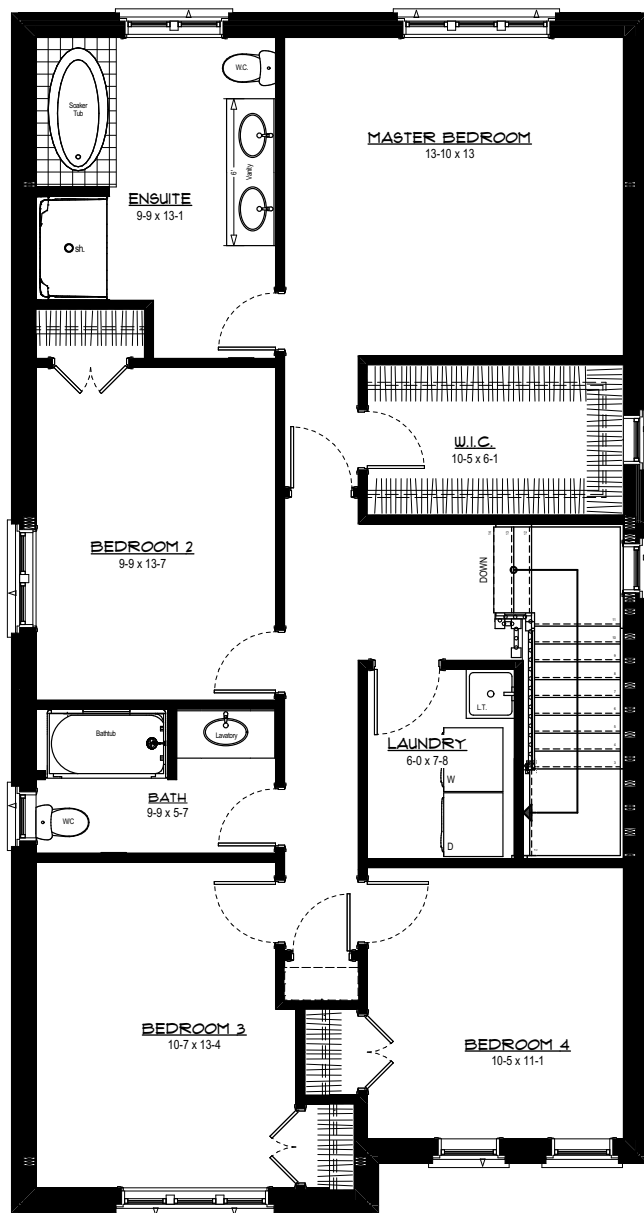 Soaker
Tub
W.C.
6'
Vanity
MASTER BEDROOM
13-10 x 13
ENSUITE
9-9 x 13-1
sh.
W.I.C.
10-5 x 6-1
BEDROOM 2
9-9 x 13-7
DOWN
L.T.
Bathtub
Lavatory
LAUNDRY
6-0 x 7-8
W
BATH
9-9 x 5-7
WC
D
BEDROOM 3
10-7 x 13-4
BEDROOM 4
10-5 x 11-1